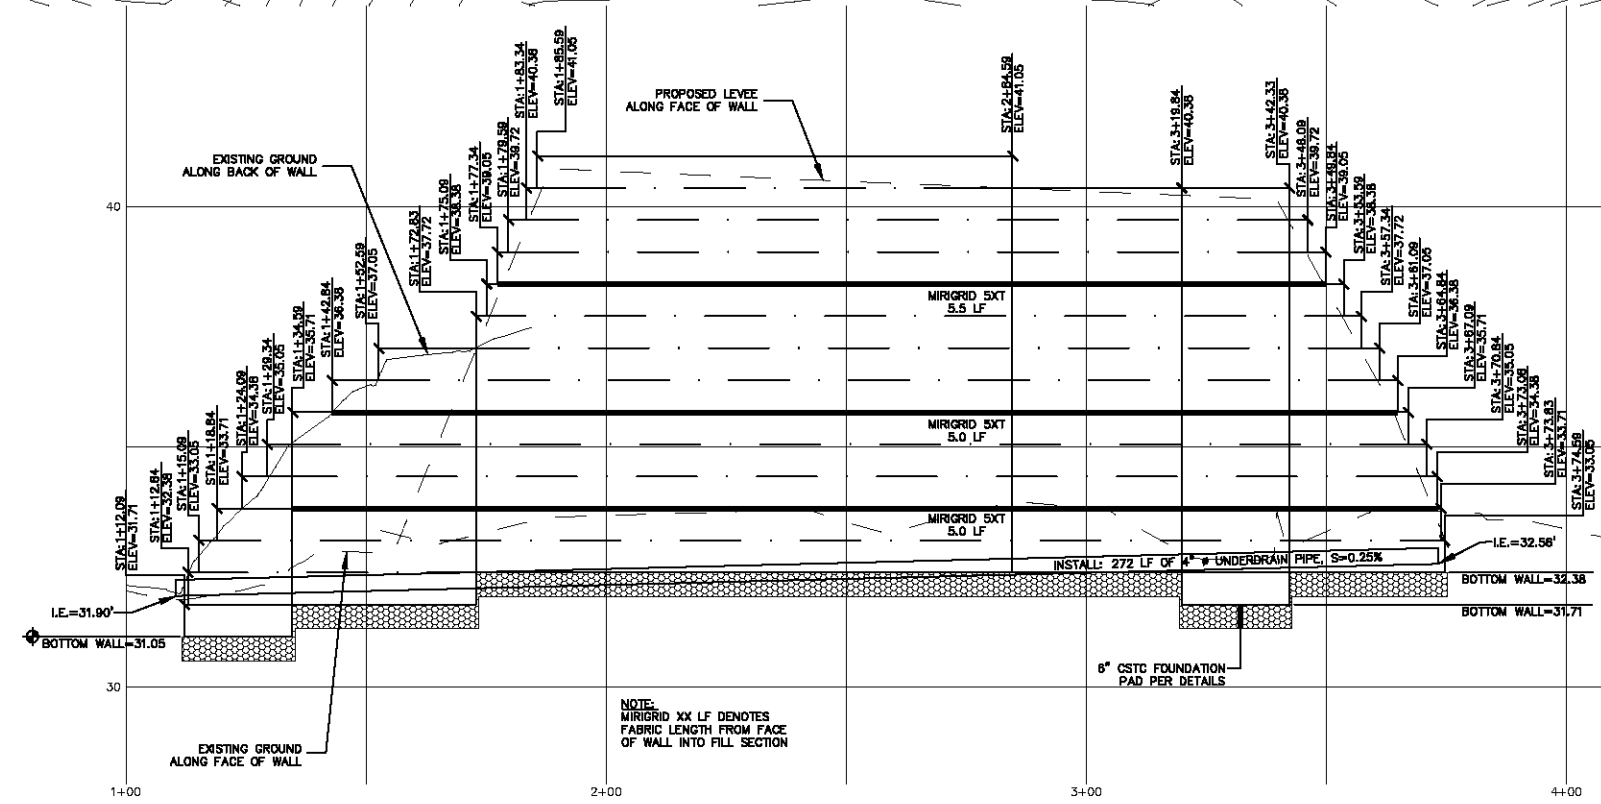 STA:1+83.34
ELEV=40.38
STA:1+85.59
ELEV=41.05
STA:2+84.59
ELEV=41.05
STA:3+19.84
ELEV=40.38
STA:3+42.33
ELEV=40.38
PROPOSED LEVEE
ALONG FACE OF WALL
EXISTING GROUND
ALONG BACK OF WALL
STA:1+79.59
ELEV=39.72
STA:1+77.34
ELEV=39.05
STA:1+75.09
ELEV=38.38
STA:1+72.83
ELEV=37.72
STA:1+52.59
ELEV=37.05
STA:1+42.84
ELEV=36.38
STA:1+34.59
ELEV=35.71
STA:1+29.34
ELEV=35.05
STA:1+24.09
ELEV=34.38
STA:1+18.84
ELEV=33.71
STA:1+15.09
ELEV=33.05
STA:1+12.84
ELEV=32.38
STA:1+12.09
ELEV=31.71
STA:3+46.09
ELEV=39.72
STA:3+49.84
ELEV=39.05
STA:3+53.59
ELEV=38.38
STA:3+57.34
ELEV=37.72
STA:3+61.09
ELEV=37.05
STA:3+64.84
ELEV=36.38
STA:3+67.09
ELEV=35.71
STA:3+70.84
ELEV=35.05
STA:3+73.08
ELEV=34.38
STA:3+73.83
ELEV=33.71
STA:3+74.59
ELEV=33.05
40
MIRIGRID 5XT
5.5 LF
MIRIGRID 5XT
5.0 LF
MIRIGRID 5XT
5.0 LF
INSTALL: 272 LF OF 4" ø UNDERDRAIN PIPE, S=0.25%
I.E.=32.58'
BOTTOM WALL=32.38
BOTTOM WALL=31.71
I.E.=31.90'
BOTTOM WALL=31.05
6" CSTC FOUNDATION
PAD PER DETAILS
30
NOTE:
MIRIGRID XX LF DENOTES
FABRIC LENGTH FROM FACE
OF WALL INTO FILL SECTION
EXISTING GROUND
ALONG FACE OF WALL
1+00
2+00
3+00
4+00